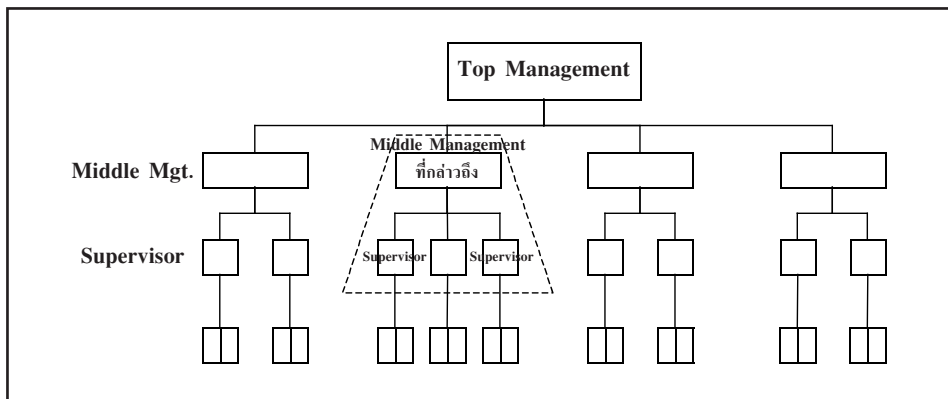 Top Management
Middle Management
Middle Mgt.
ที่กล่าวถึง
Supervisor
Supervisor
Supervisor